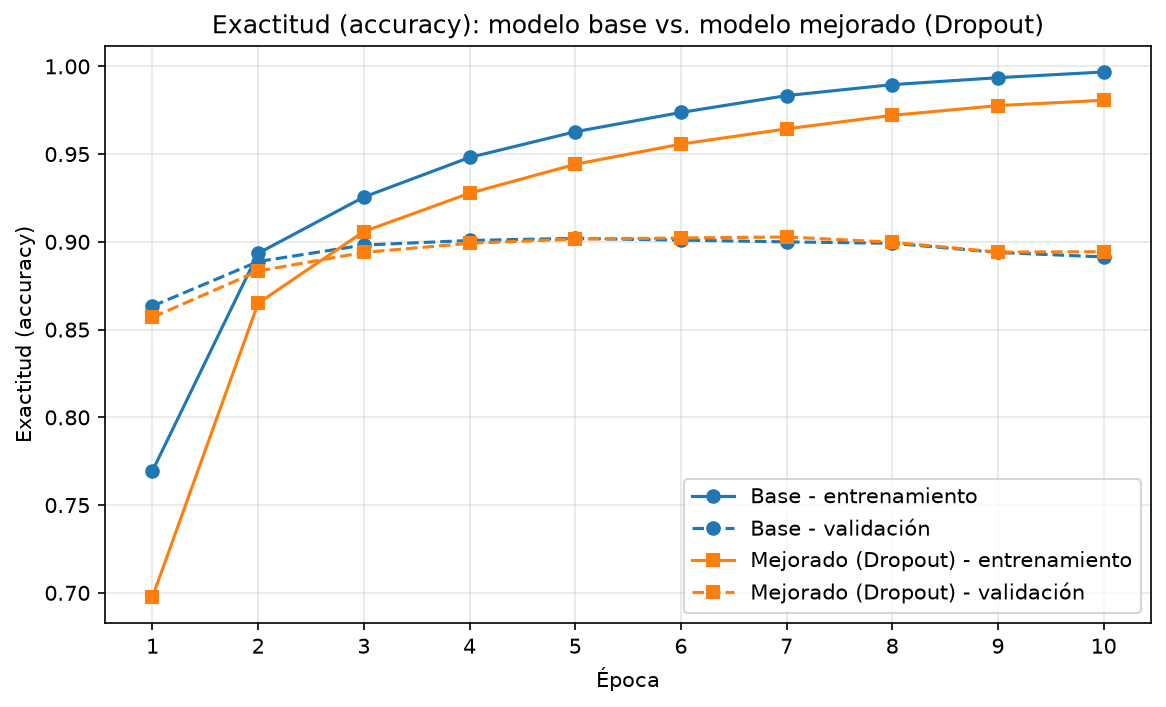 Exactitud (accuracy): modelo base vs. modelo mejorado (Dropout)
Exactitud (accuracy)
1.00
0.95
0.90
0.85
0.80
0.75
0.70
Base - entrenamiento
Base - validación
Mejorado (Dropout) - entrenamiento
Mejorado (Dropout) - validación
1 2 3 4 5 6 7 8 9 10
Época